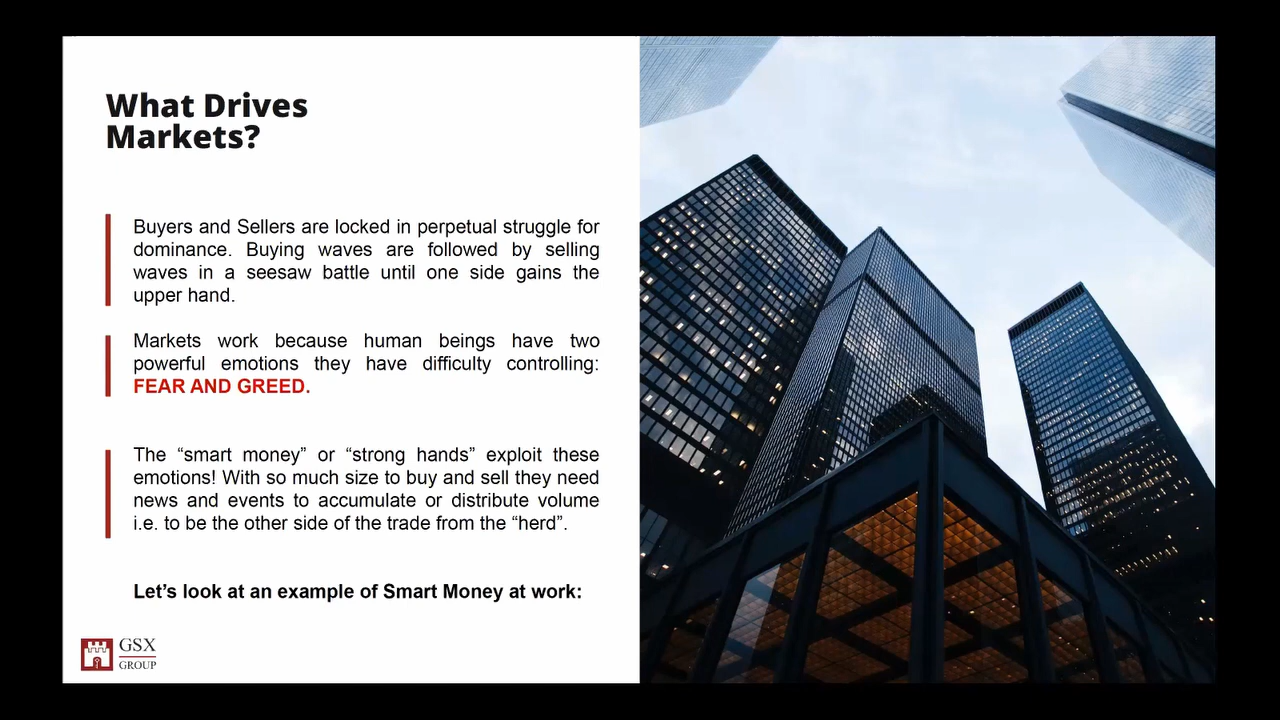 What Drives
Markets?
Buyers and Sellers are locked in perpetual struggle for
dominance. Buying waves are followed by selling
waves in a seesaw battle until one side gains the
upper hand.
Markets work because human beings have two
powerful emotions they have difficulty controlling:
FEAR AND GREED.
The “smart money” or “strong hands” exploit these
emotions! With so much size to buy and sell they need
news and events to accumulate or distribute volume
i.e. to be the other side of the trade from the “herd”.
Let’s look at an example of Smart Money at work:
GSX
GROUP